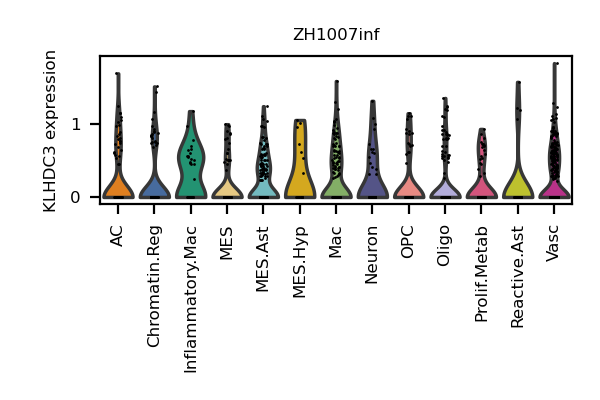 ZH1007inf
KLHDC3 expression
1
0
AC
Chromatin.Reg
Inflammatory.Mac
MES
MES.Ast
MES.Hyp
Mac
Neuron
OPC
Oligo
Prolif.Metab
Reactive.Ast
Vasc